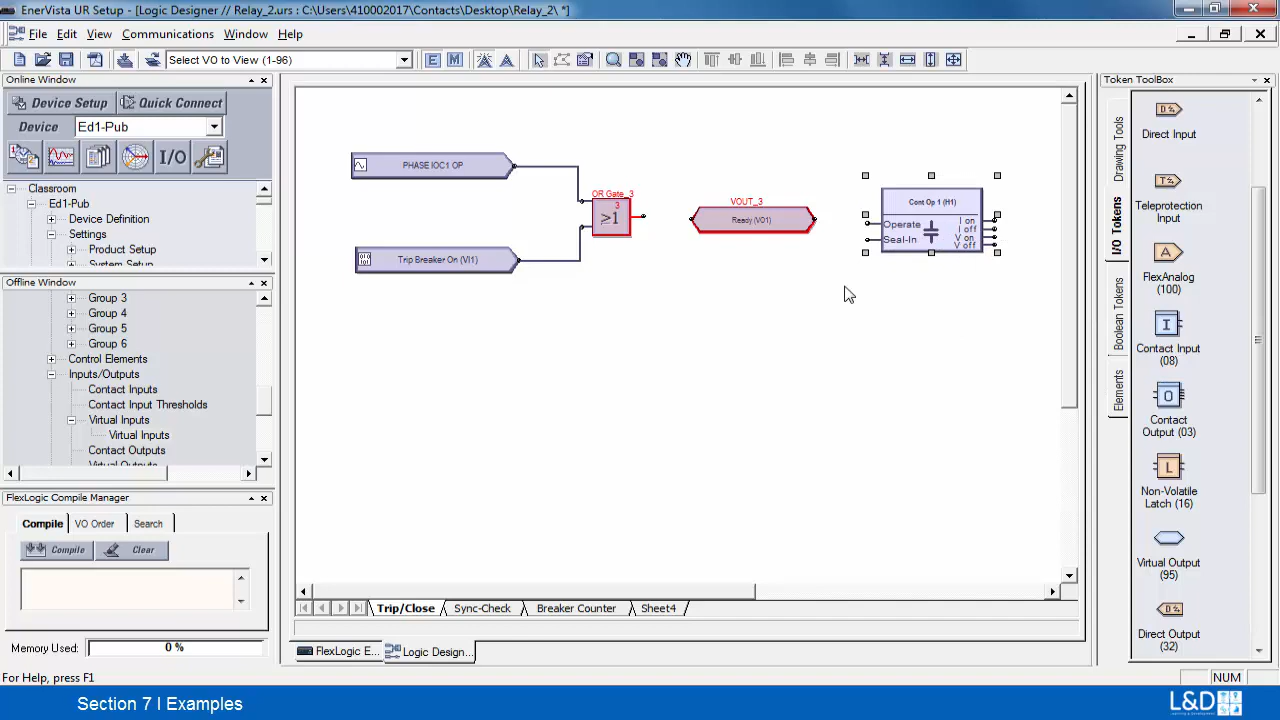 EnerVista UR Setup - [Logic Designer // Relay_2.urs : C:\Users\410002017\Contacts\Desktop\Relay_2\ *]
File Edit View Communications Window Help
Select VO to View (1-96)
E M
Online Window
Device Setup Quick Connect
Device Ed1-Pub
I/O
Classroom
Ed1-Pub
Device Definition
Settings
Product Setup
System Setup
Offline Window
Group 3
Group 4
Group 5
Group 6
Control Elements
Inputs/Outputs
Contact Inputs
Contact Input Thresholds
Virtual Inputs
Virtual Inputs
Contact Outputs
Virtual Outputs
FlexLogic Compile Manager
Compile VO Order Search
Compile Clear
Memory Used: 0 %
PHASE IOC1 OP
Trip Breaker On (VI1)
OR Gate_3
3
≥1
VOUT_3
Ready (VO1)
Cont Op 1 (H1)
Operate
Seal-In
I on
I off
V on
V off
Trip/Close Sync-Check Breaker Counter Sheet4
FlexLogic E... Logic Design...
Token ToolBox
Drawing Tools
I/O Tokens
Boolean Tokens
Elements
D
Direct Input
T
Teleprotection Input
A
FlexAnalog
(100)
I
Contact Input
(08)
O
Contact
Output (03)
L
Non-Volatile
Latch (16)
Virtual Output
(95)
D
Direct Output
(32)
For Help, press F1
NUM
Section 7 I Examples
L&D